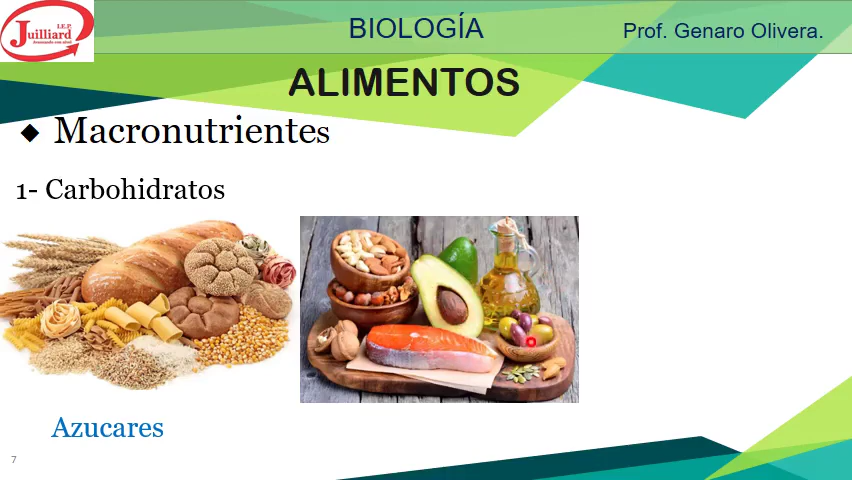 I.E.P.
Juilliard
BIOLOGÍA
Prof. Genaro Olivera.
ALIMENTOS
◆ Macronutrientes
1- Carbohidratos
Azucares
7